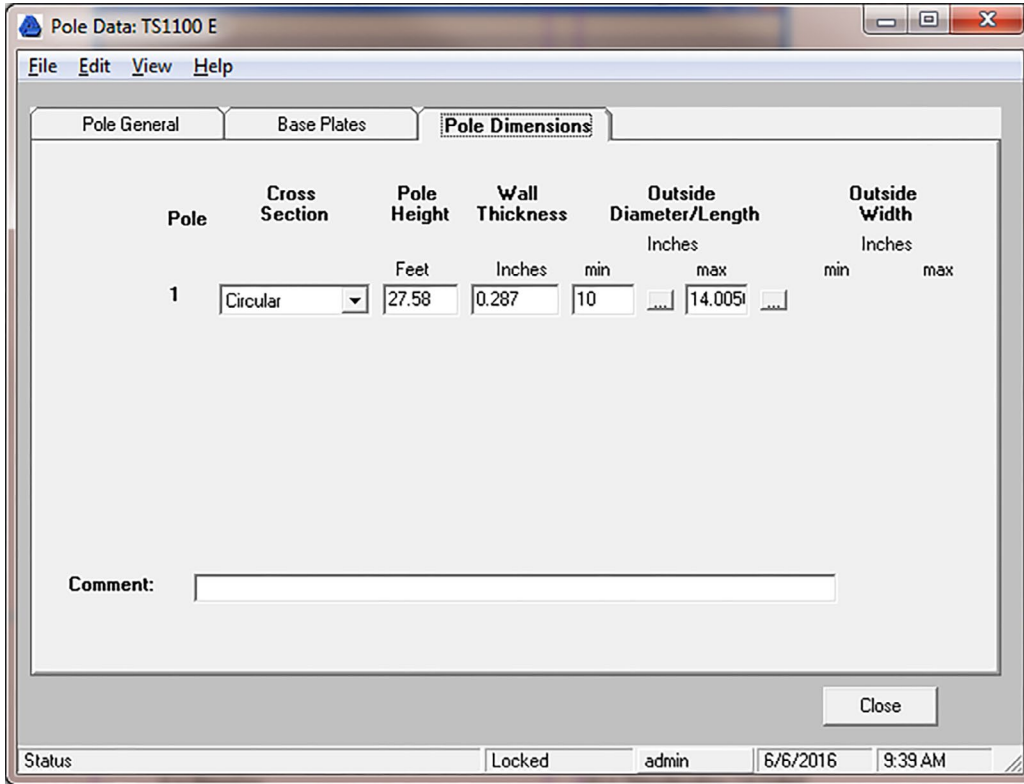 Pole Data: TS1100 E
File Edit View Help
Pole General Base Plates Pole Dimensions
Cross Pole Wall Outside Outside
Pole Section Height Thickness Diameter/Length Width
Inches Inches
Feet Inches min max min max
1 Circular 27.58 0.287 10 ... 14.005 ...
Comment:
Close
Status Locked admin 6/6/2016 9:39 AM